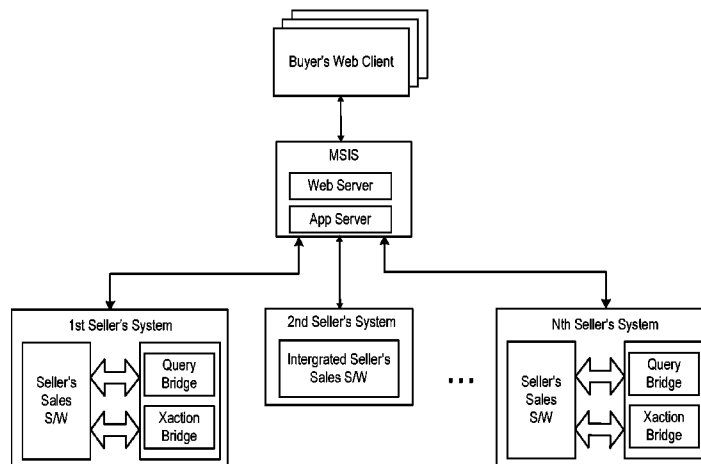 Buyer's Web Client
MSIS
Web Server
App Server
1st Seller's System
Seller's
Sales
S/W
Query
Bridge
Xaction
Bridge
2nd Seller's System
Intergrated Seller's
Sales S/W
...
Nth Seller's System
Seller's
Sales
S/W
Query
Bridge
Xaction
Bridge